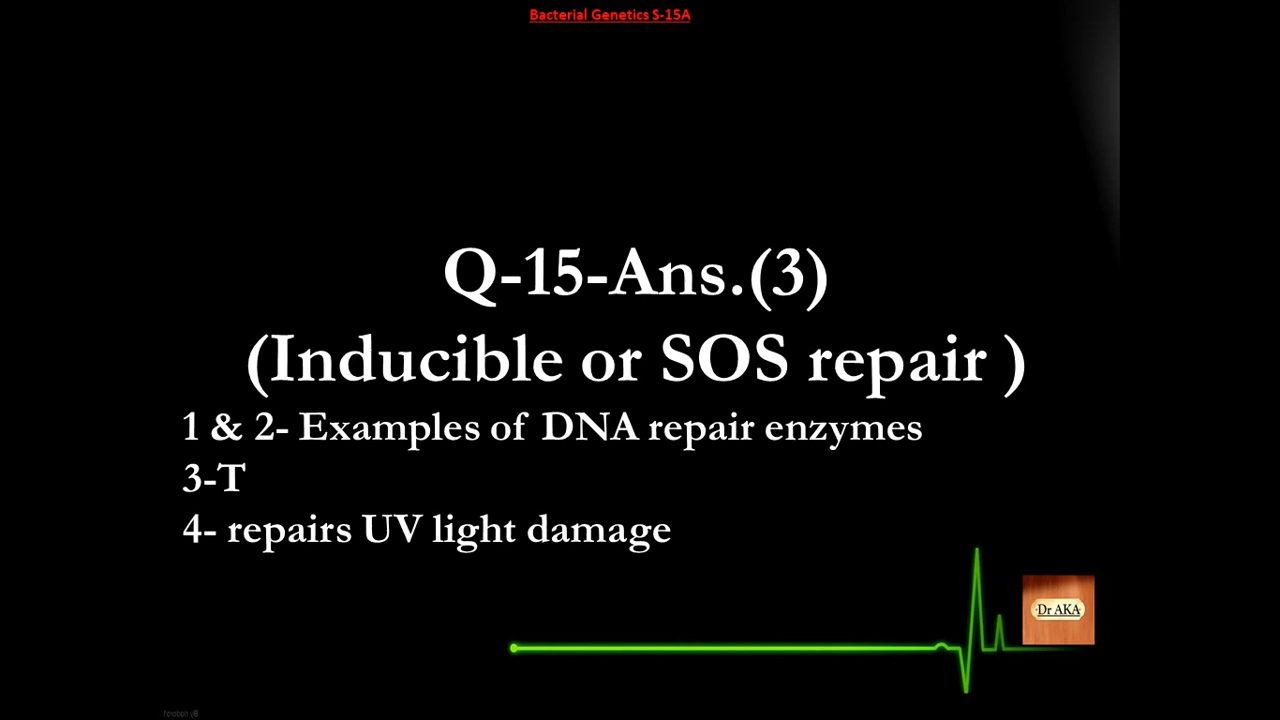 Bacterial Genetics S-15A
Q-15-Ans.(3)
(Inducible or SOS repair )
1 & 2- Examples of DNA repair enzymes
3-T
4- repairs UV light damage
Dr AKA